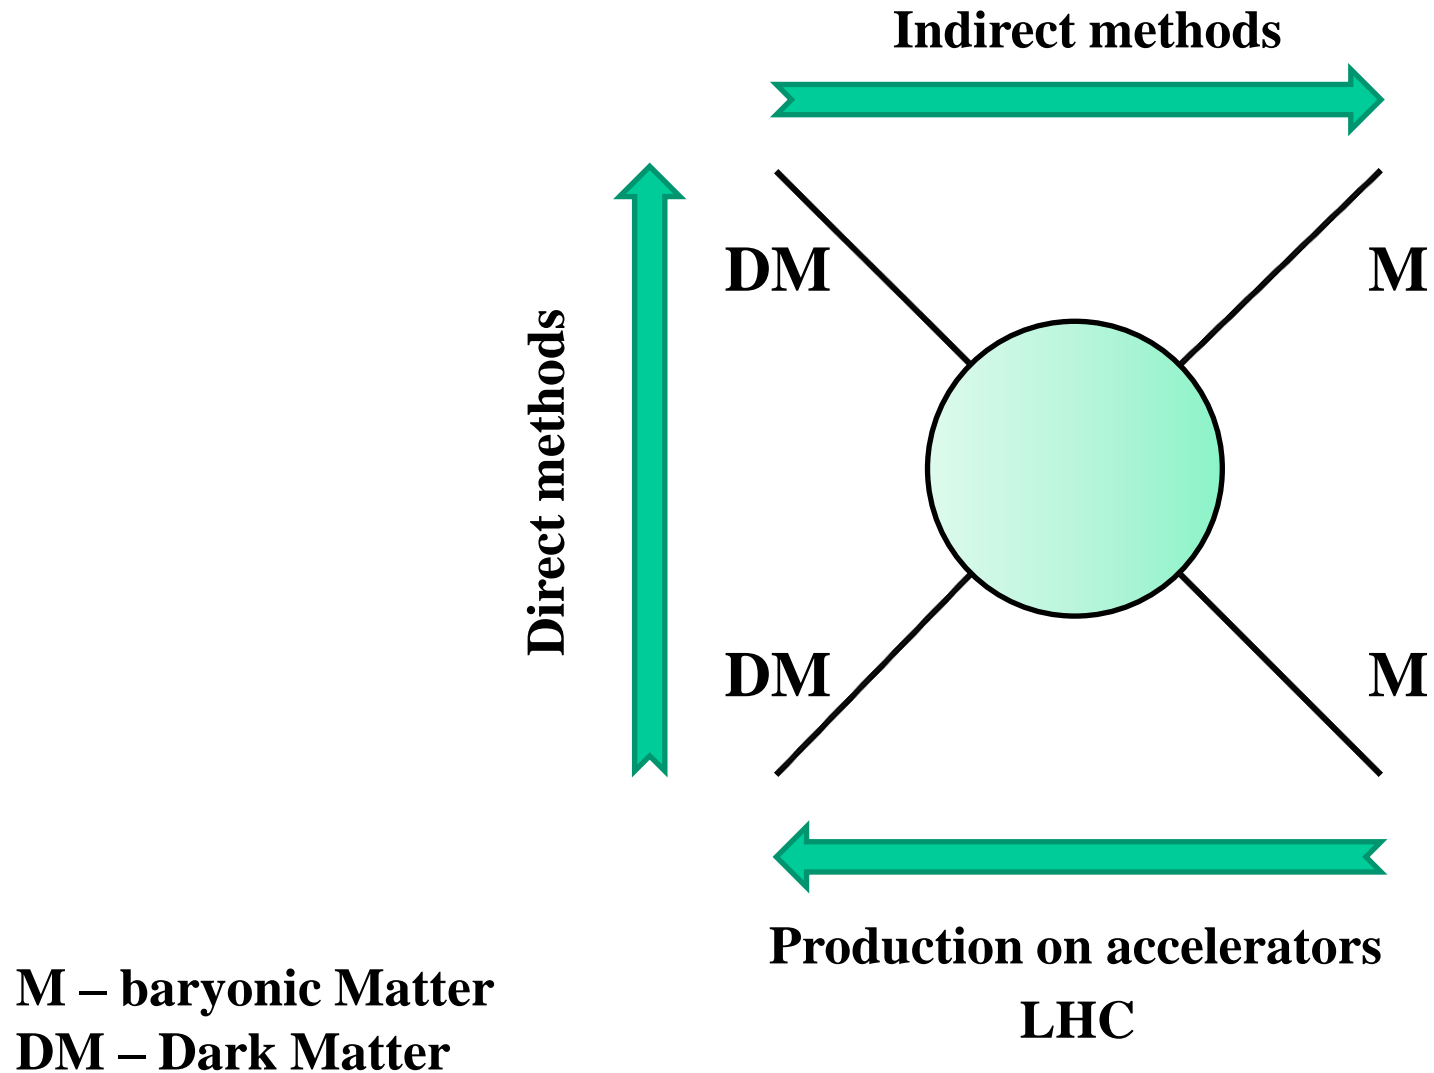 Indirect methods
DM
M
Direct methods
DM
M
Production on accelerators
LHC
M – baryonic Matter
DM – Dark Matter